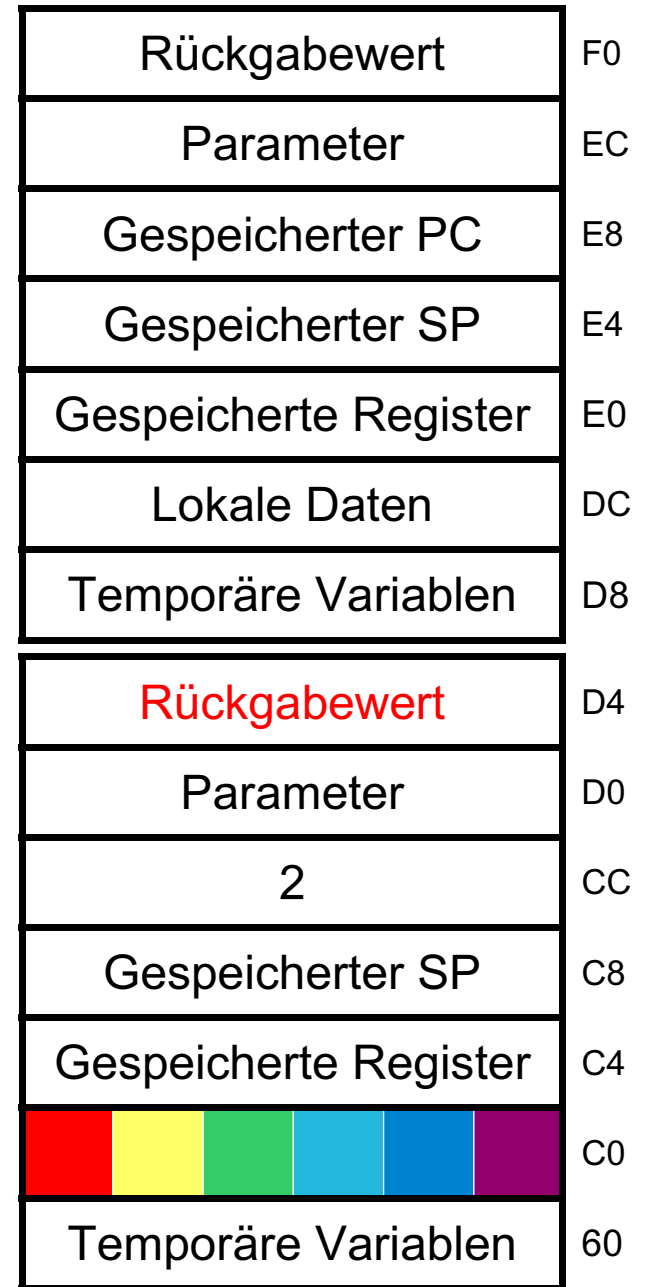 Rückgabewert F0
Parameter EC
Gespeicherter PC E8
Gespeicherter SP E4
Gespeicherte Register E0
Lokale Daten DC
Temporäre Variablen D8
Rückgabewert D4
Parameter D0
2 CC
Gespeicherter SP C8
Gespeicherte Register C4
C0
Temporäre Variablen 60